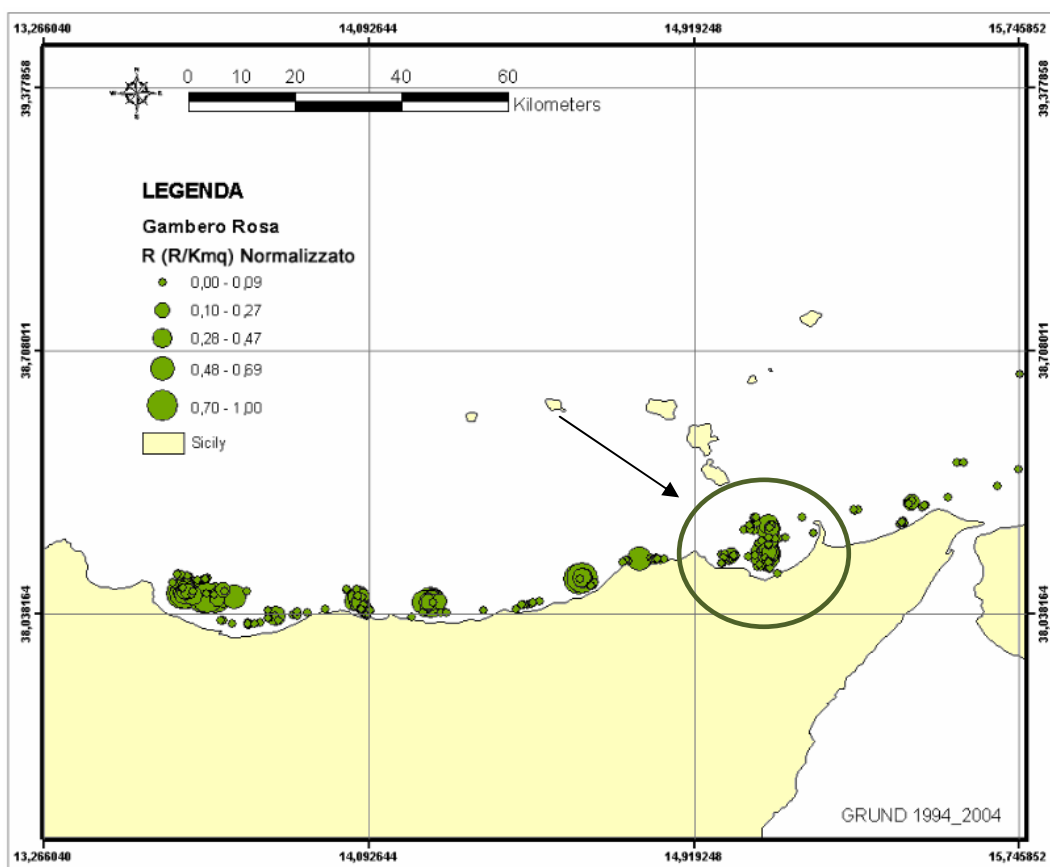 13,266040 14,092644 14,919248 15,745852
39,377858
39,377858
N
W E
S
0 10 20 40 60
Kilometers
LEGENDA
Gambero Rosa
R (R/Kmq) Normalizzato
0,00 - 0,09
0,10 - 0,27
0,28 - 0,47
0,48 - 0,69
0,70 - 1,00
Sicily
38,708011
38,708011
38,038164
38,038164
GRUND 1994_2004
13,266040 14,092644 14,919248 15,745852